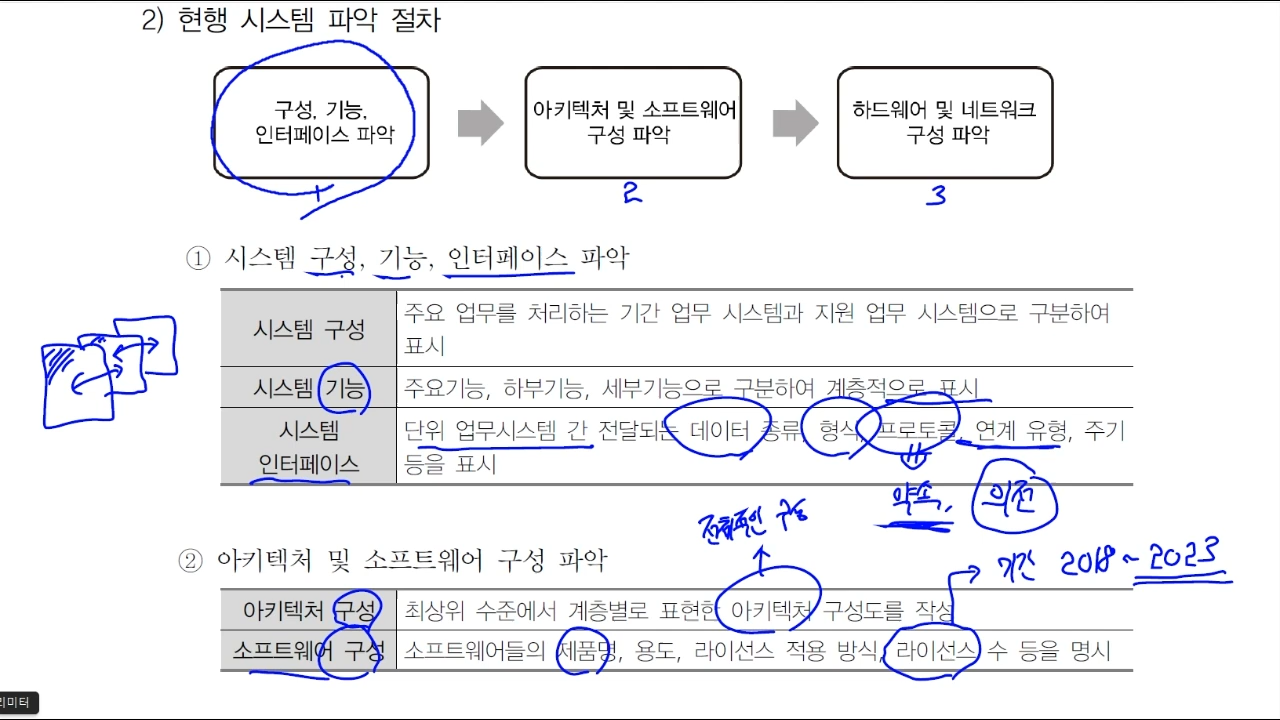 2) 현행 시스템 파악 절차
구성, 기능,
인터페이스 파악
아키텍처 및 소프트웨어
구성 파악
하드웨어 및 네트워크
구성 파악
1
2
3
① 시스템 구성, 기능, 인터페이스 파악
시스템 구성
주요 업무를 처리하는 기간 업무 시스템과 지원 업무 시스템으로 구분하여
표시
시스템 기능
주요기능, 하부기능, 세부기능으로 구분하여 계층적으로 표시
시스템
인터페이스
단위 업무시스템 간 전달되는 데이터 종류, 형식, 프로토콜, 연계 유형, 주기
등을 표시
약속,
의전
전체적인 구동
② 아키텍처 및 소프트웨어 구성 파악
기간 2018 ~ 2023
아키텍처 구성
최상위 수준에서 계층별로 표현한 아키텍처 구성도를 작성
소프트웨어 구성
소프트웨어들의 제품명, 용도, 라이선스 적용 방식, 라이선스 수 등을 명시
리미터